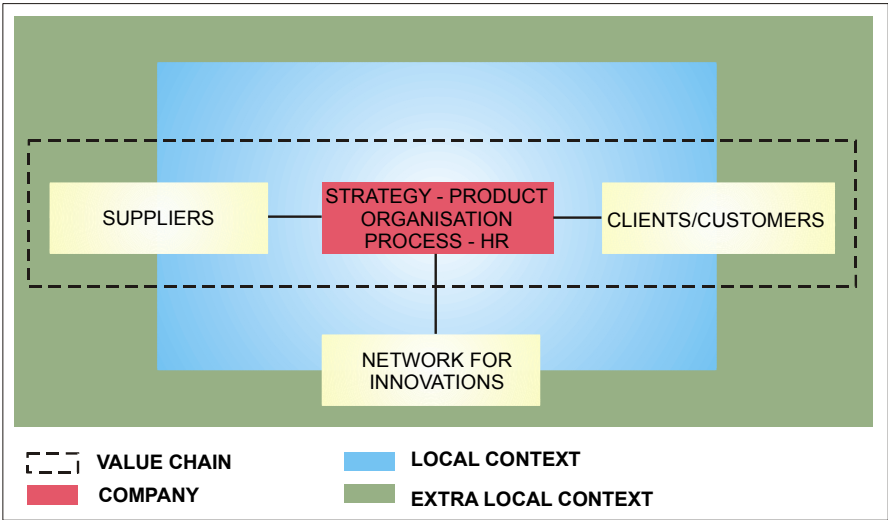 SUPPLIERS
STRATEGY - PRODUCT
ORGANISATION
PROCESS - HR
CLIENTS/CUSTOMERS
NETWORK FOR
INNOVATIONS
VALUE CHAIN
LOCAL CONTEXT
COMPANY
EXTRA LOCAL CONTEXT